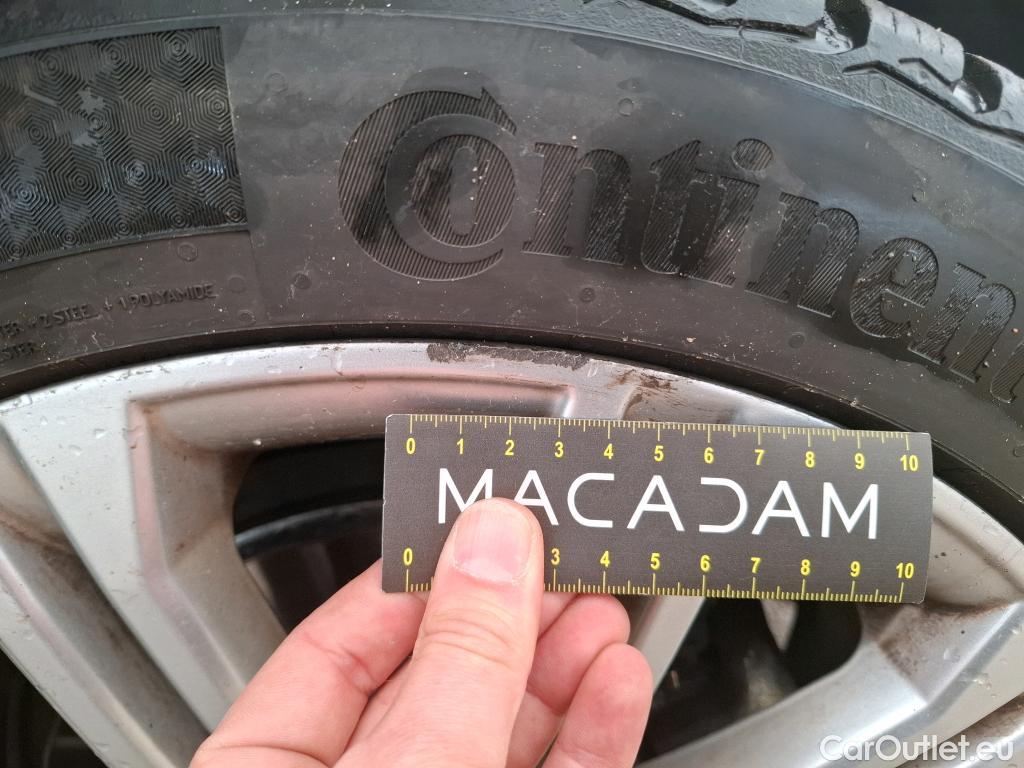 Continent
2 STEEL + 1 POLYAMIDE
0 1 2 3 4 5 6 7 8 9 10
MACADAM
0 3 4 5 6 7 8 9 10
CarOutlet.eu